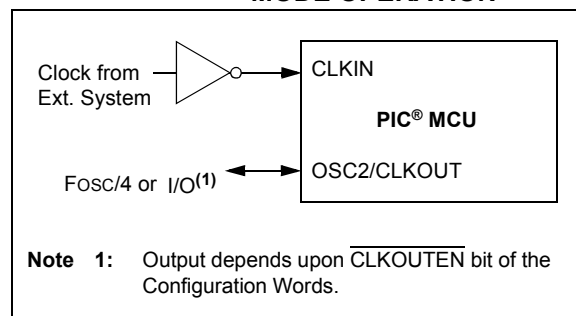 MODE OPERATION
Clock from
Ext. System
CLKIN
PIC® MCU
FOSC/4 or I/O(1)
OSC2/CLKOUT
Note 1: Output depends upon CLKOUTEN bit of the
Configuration Words.